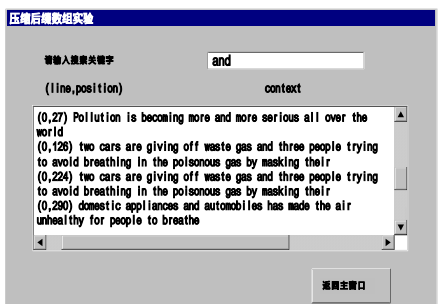 压缩后缀数组实验
请输入搜索关键字
and
(line,position)
context
(0,27) Pollution is becoming more and more serious all over the
world
(0,126) two cars are giving off waste gas and three people trying
to avoid breathing in the poisonous gas by masking their
(0,224) two cars are giving off waste gas and three people trying
to avoid breathing in the poisonous gas by masking their
(0,290) domestic appliances and automobiles has made the air
unhealthy for people to breathe
返回主窗口